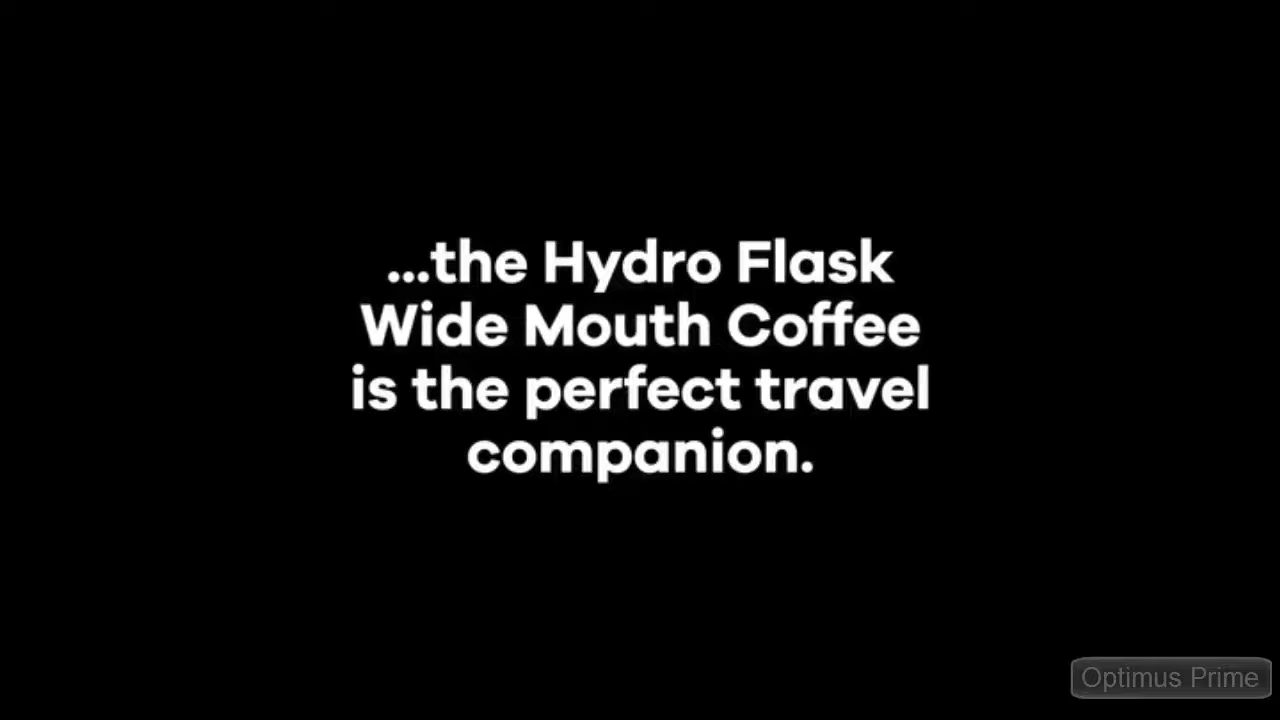 ...the Hydro Flask
Wide Mouth Coffee
is the perfect travel
companion.
Optimus Prime